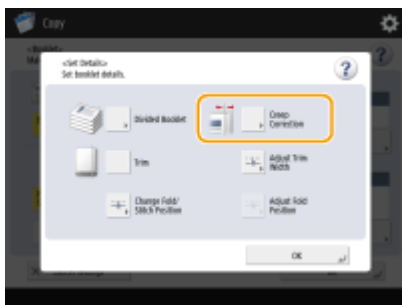 Copy
<Set Details>
Set booklet details.
Divided Booklet
Creep
Correction
Trim
Adjust Trim
Width
Change Fold/
Stitch Position
Adjust Fold
Position
OK